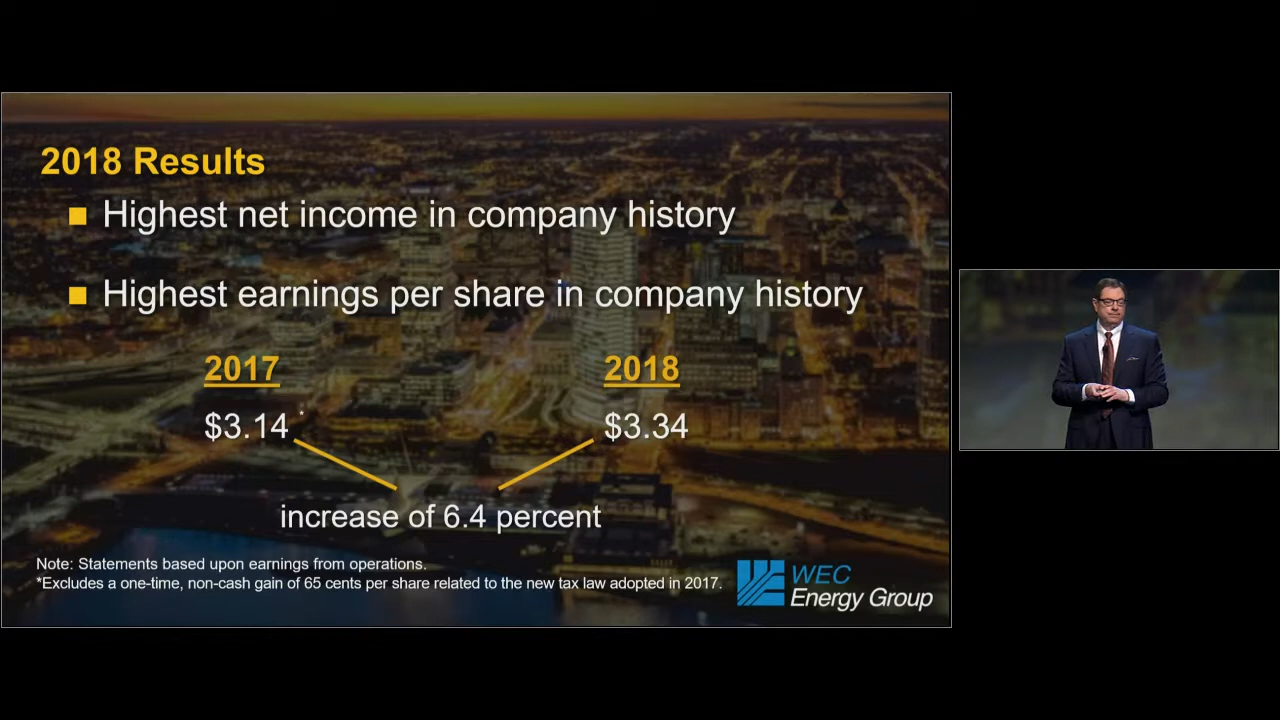 2018 Results
Highest net income in company history
Highest earnings per share in company history
2017 2018
$3.14* $3.34
increase of 6.4 percent
Note: Statements based upon earnings from operations.
*Excludes a one-time, non-cash gain of 65 cents per share related to the new tax law adopted in 2017.
WEC
Energy Group